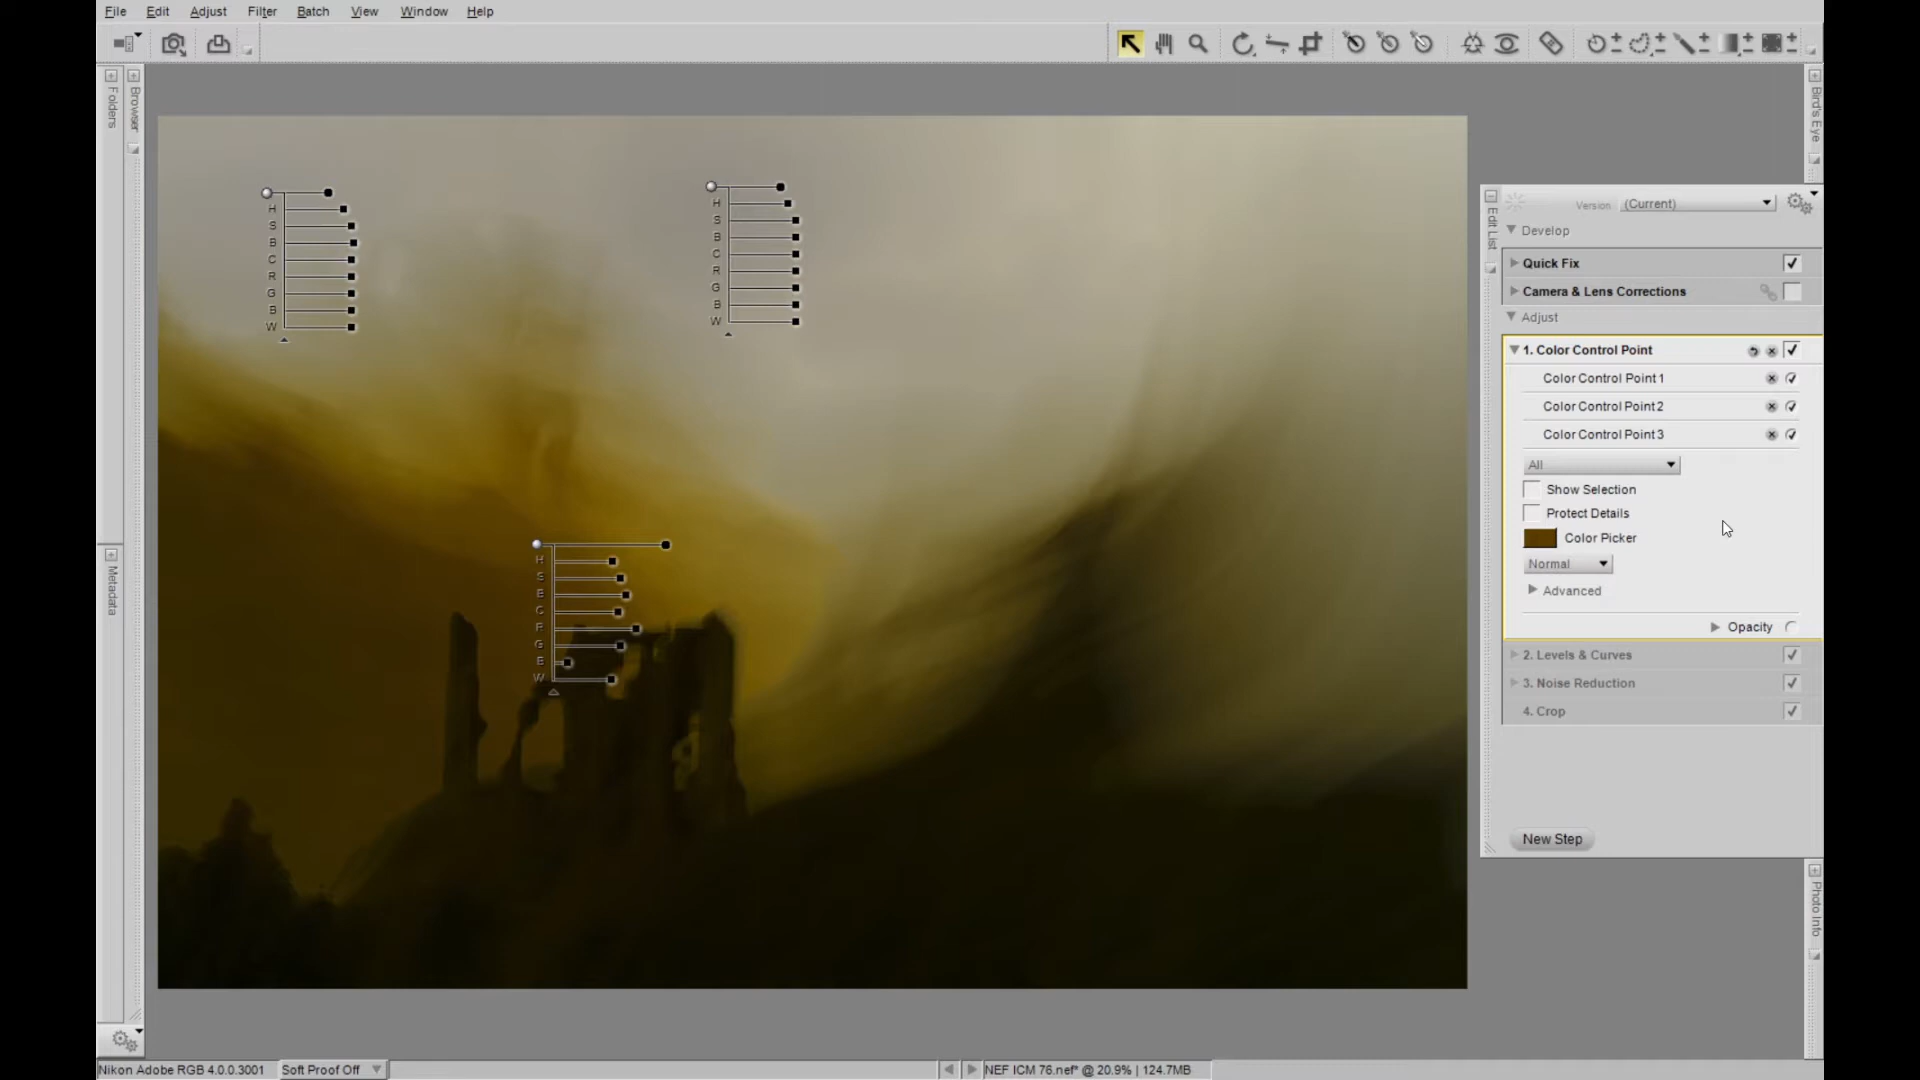 File Edit Adjust Filter Batch View Window Help
Folders
Browser
Metadata
Bird's Eye
Edit List
Photo Info
Version: (Current)
Develop
Quick Fix
Camera & Lens Corrections
Adjust
1. Color Control Point
Color Control Point 1
Color Control Point 2
Color Control Point 3
All
Show Selection
Protect Details
Color Picker
Normal
Advanced
Opacity
2. Levels & Curves
3. Noise Reduction
4. Crop
New Step
H
S
B
C
R
G
B
W
H
S
B
C
R
G
B
W
H
S
B
C
R
G
B
W
Nikon Adobe RGB 4.0.0.3001 Soft Proof Off NEF ICM 76.nef* @ 20.9% | 124.7MB